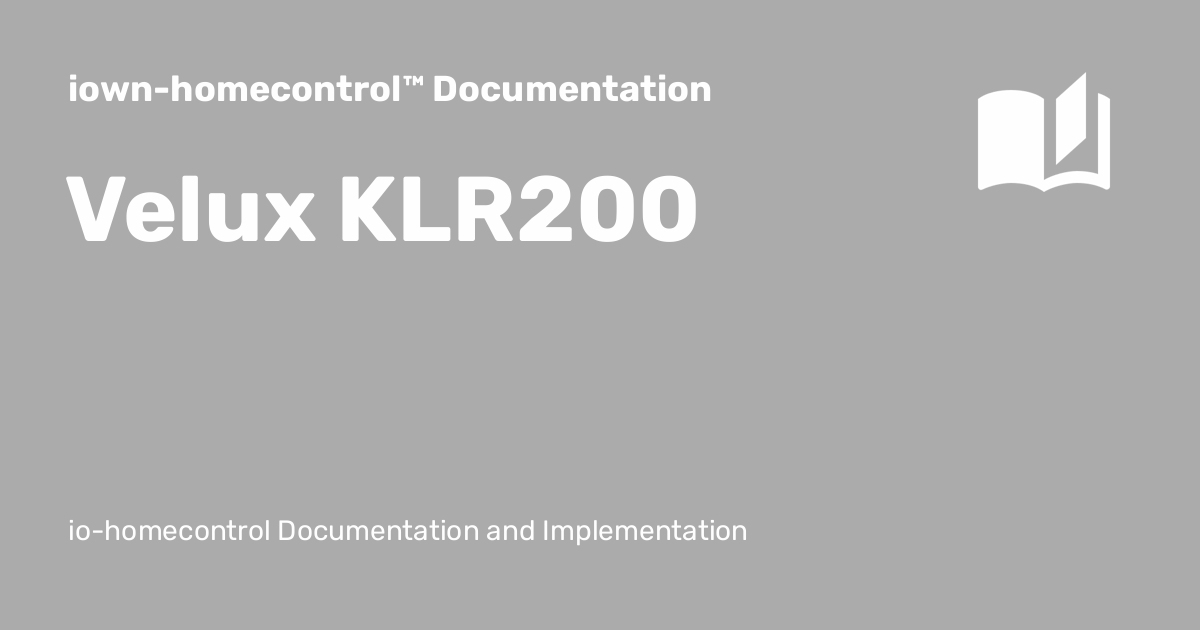 iown-homecontrol™ Documentation
Velux KLR200
io-homecontrol Documentation and Implementation